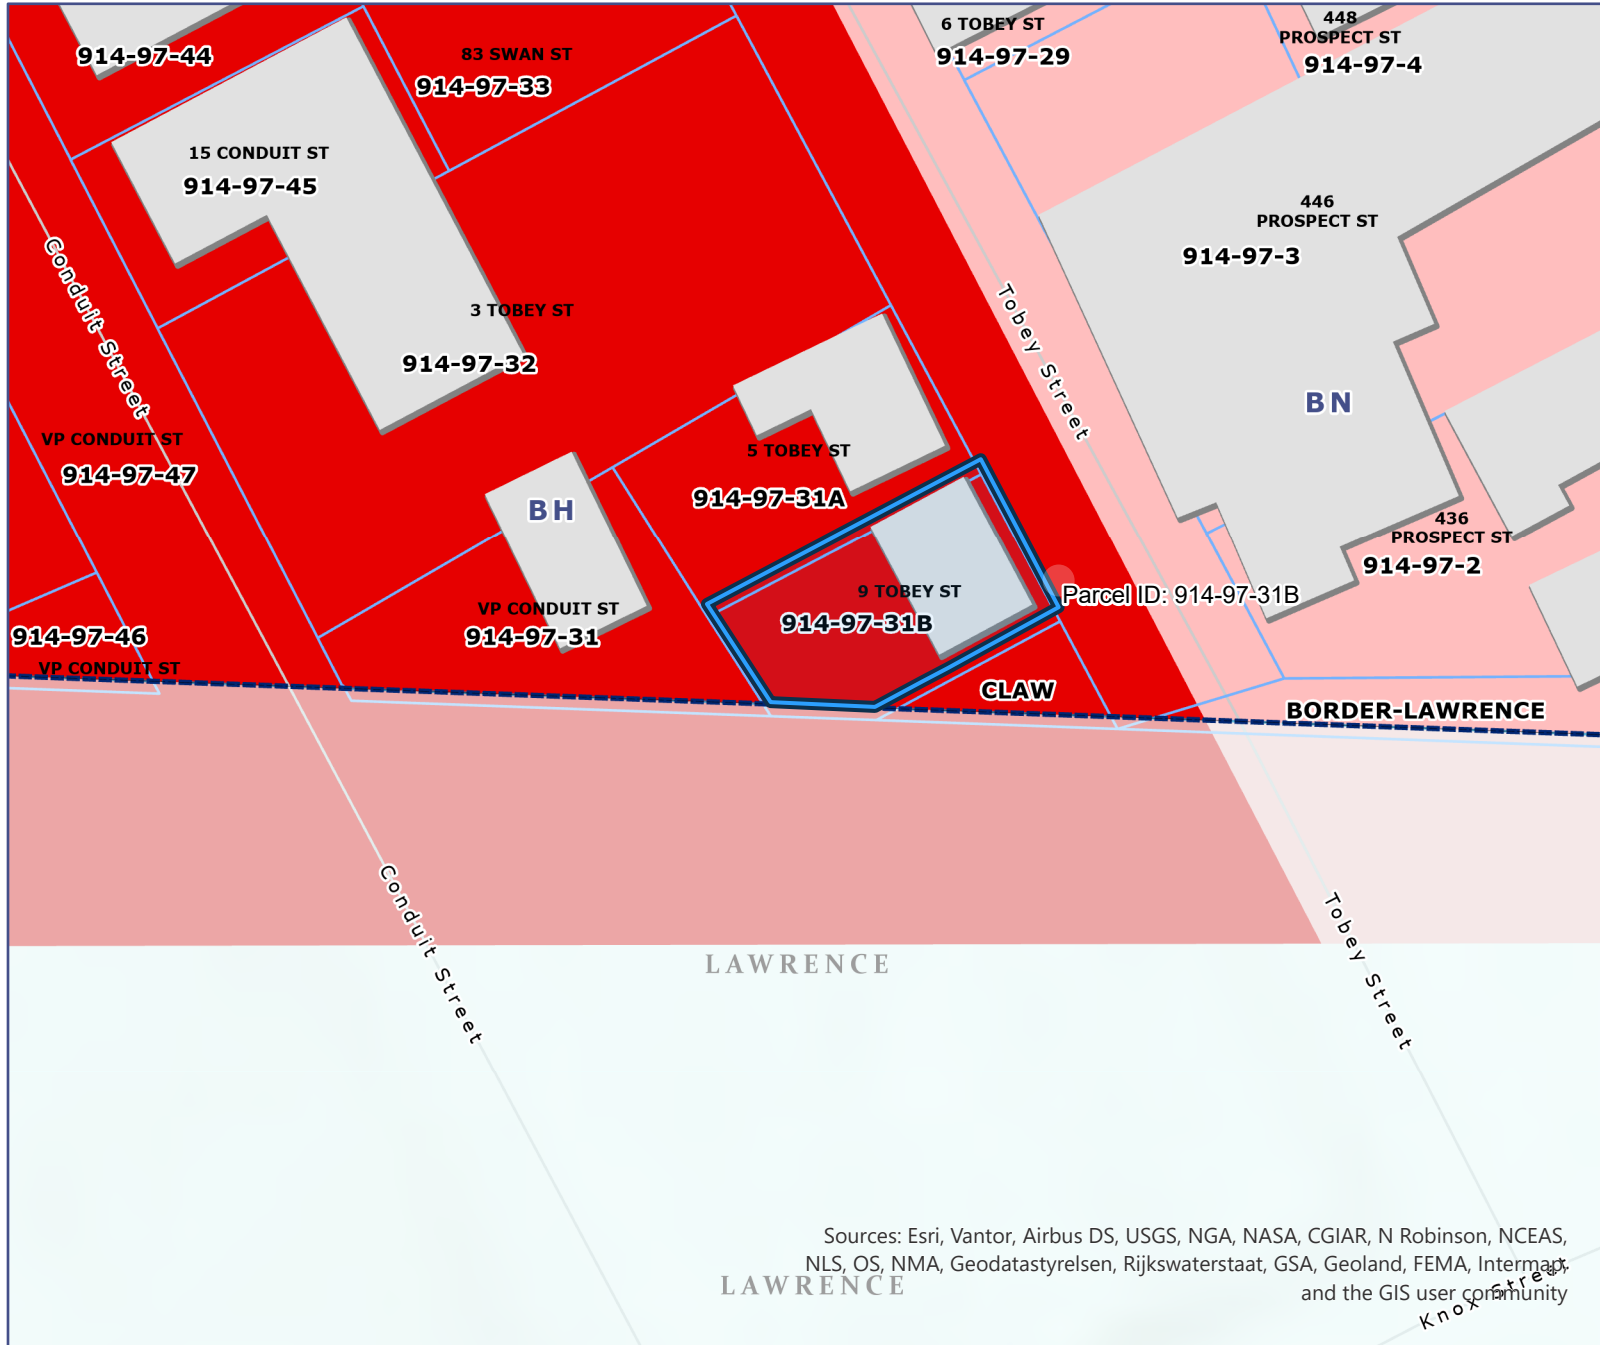 6 TOBEY ST
914-97-29
448
PROSPECT ST
914-97-4
914-97-44
83 SWAN ST
914-97-33
15 CONDUIT ST
914-97-45
446
PROSPECT ST
914-97-3
Conduit Street
3 TOBEY ST
914-97-32
Tobey Street
BN
VP CONDUIT ST
914-97-47
5 TOBEY ST
914-97-31A
BH
436
PROSPECT ST
914-97-2
9 TOBEY ST
914-97-31B
Parcel ID: 914-97-31B
VP CONDUIT ST
914-97-31
914-97-46
VP CONDUIT ST
CLAW
BORDER-LAWRENCE
Conduit Street
Tobey Street
LAWRENCE
Sources: Esri, Vantor, Airbus DS, USGS, NGA, NASA, CGIAR, N Robinson, NCEAS,
NLS, OS, NMA, Geodatastyrelsen, Rijkswaterstaat, GSA, Geoland, FEMA, Intermap,
and the GIS user community
LAWRENCE
Knox Street